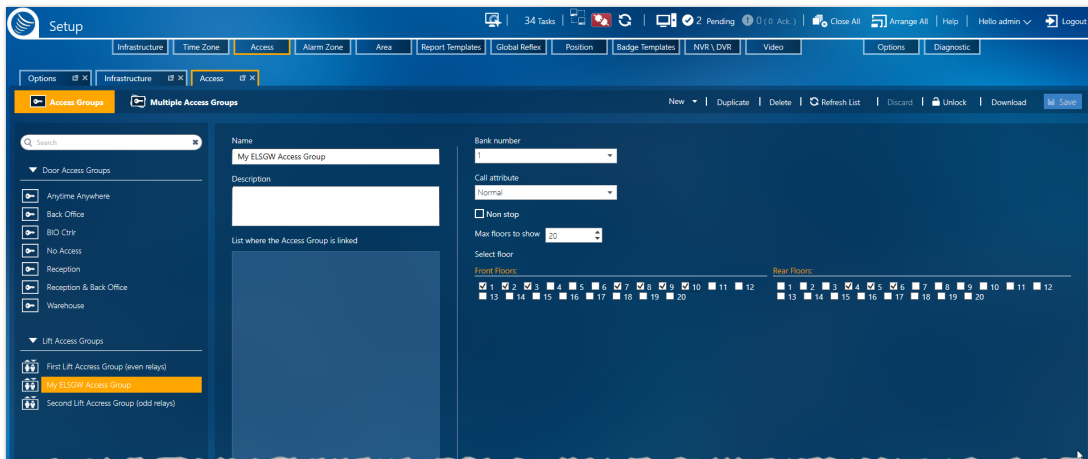 Setup
34 Tasks
2 Pending
0 ( 0 Ack. )
Close All
Arrange All
Help
Hello admin
Logout
Infrastructure
Time Zone
Access
Alarm Zone
Area
Report Templates
Global Reflex
Position
Badge Templates
NVR \ DVR
Video
Options
Diagnostic
Options
Infrastructure
Access
Access Groups
Multiple Access Groups
New
Duplicate
Delete
Refresh List
Discard
Unlock
Download
Save
Search
Door Access Groups
Anytime Anywhere
Back Office
BIO Ctrlr
No Access
Reception
Reception & Back Office
Warehouse
Lift Access Groups
First Lift Accress Group (even relays)
My ELSGW Access Group
Second Lift Accress Group (odd relays)
Name
My ELSGW Access Group
Description
List where the Access Group is linked
Bank number
1
Call attribute
Normal
Non stop
Max floors to show 20
Select floor
Front Floors:
1 2 3 4 5 6 7 8 9 10 11 12
13 14 15 16 17 18 19 20
Rear Floors:
1 2 3 4 5 6 7 8 9 10 11 12
13 14 15 16 17 18 19 20